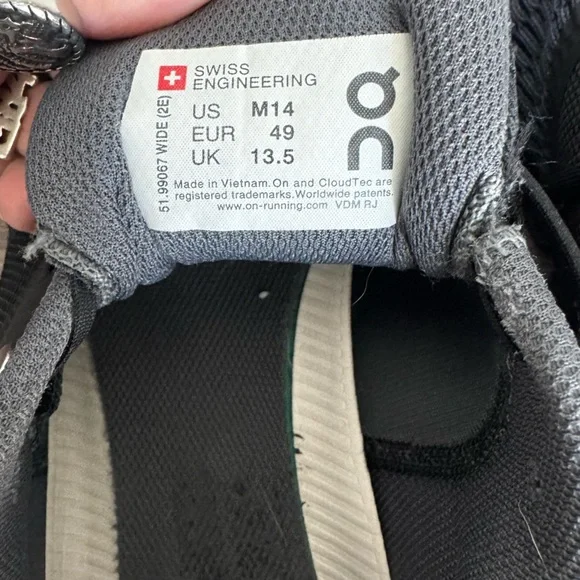 SWISS
ENGINEERING
US M14
EUR 49
UK 13.5
Made in Vietnam.On and CloudTec are
registered trademarks.Worldwide patents.
www.on-running.com VDM RJ
51.99067 WIDE (2E)
On